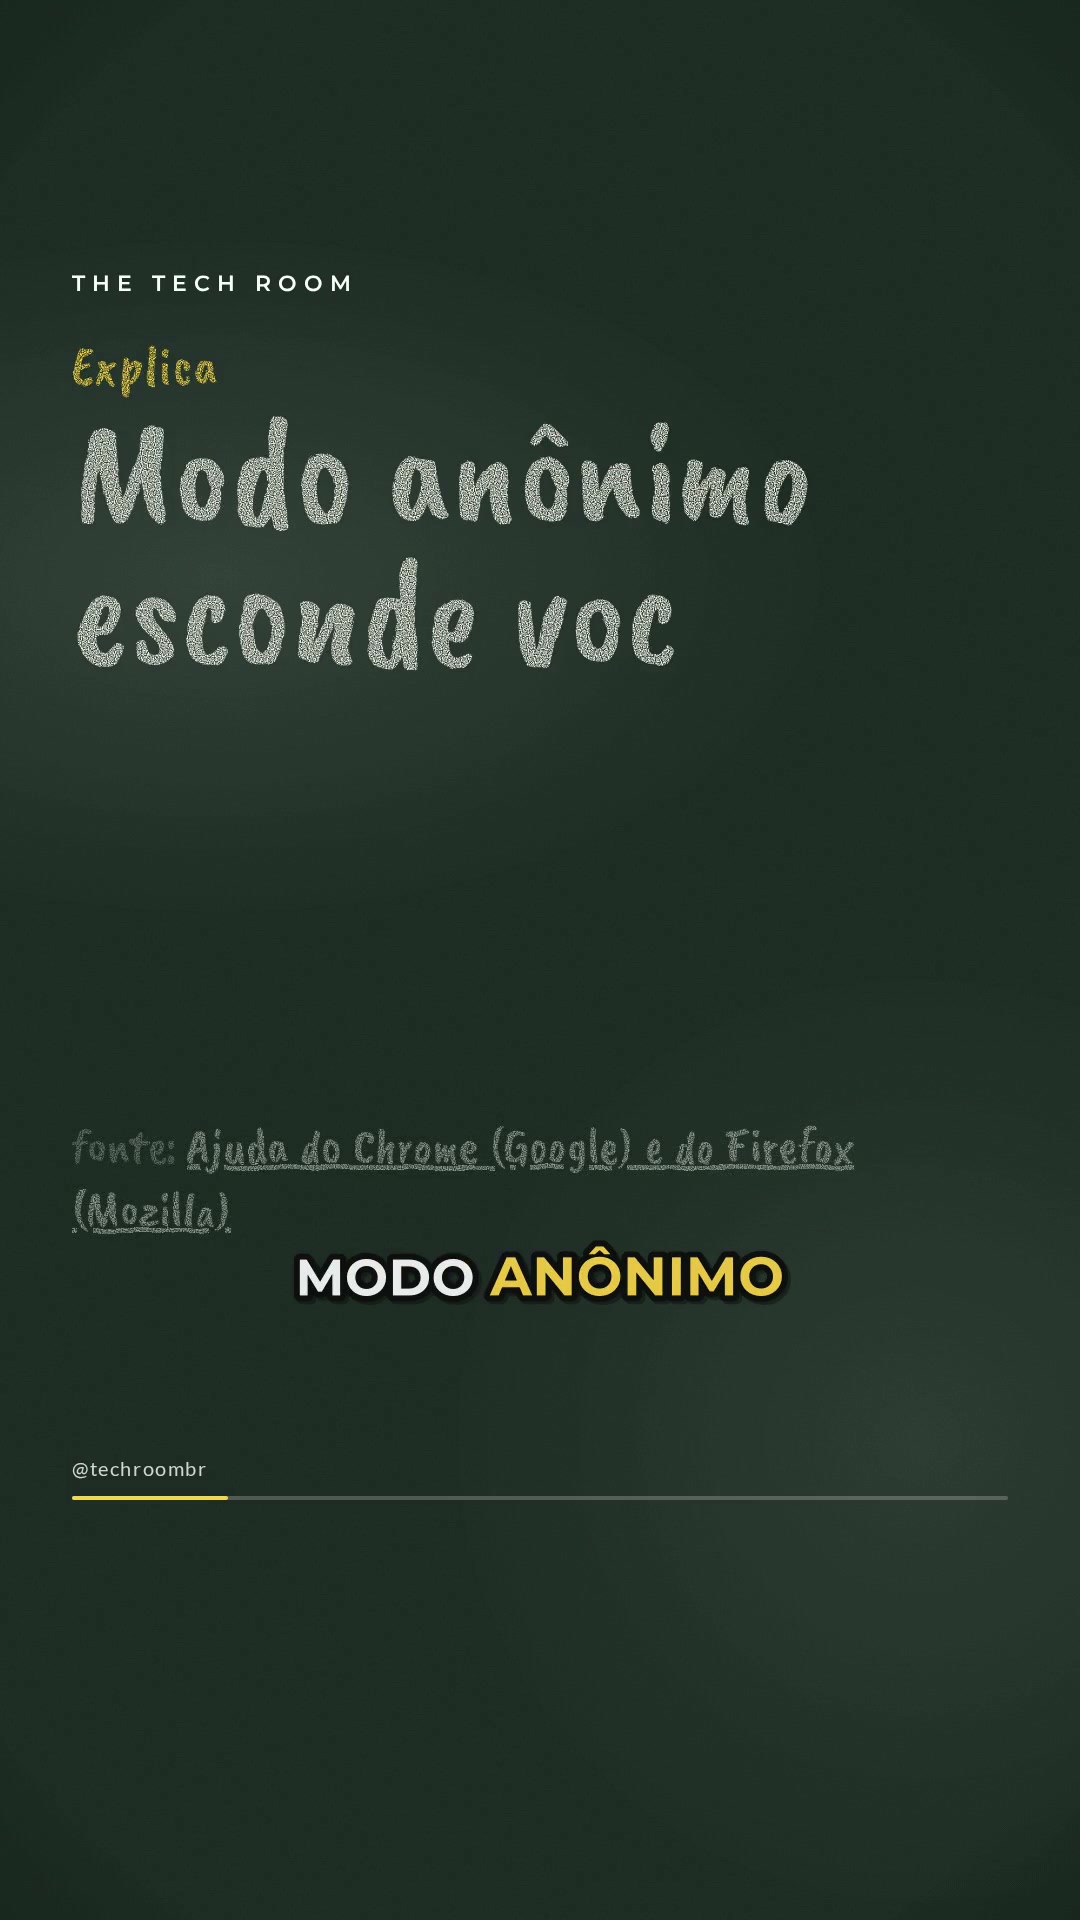 THE TECH ROOM
Explica
Modo anônimo
esconde voc
fonte: Ajuda do Chrome (Google) e do Firefox
(Mozilla)
MODO ANÔNIMO
@techroombr